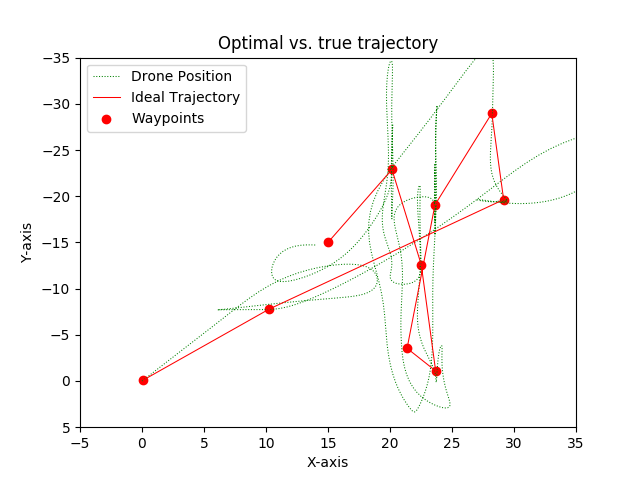 Optimal vs. true trajectory
Drone Position
Ideal Trajectory
Waypoints
Y-axis
−35
−30
−25
−20
−15
−10
−5
0
5
−5 0 5 10 15 20 25 30 35
X-axis